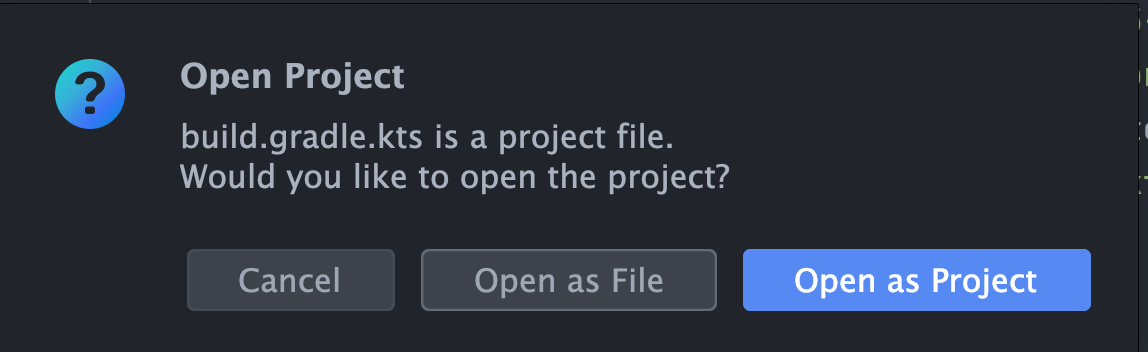 Open Project
build.gradle.kts is a project file.
Would you like to open the project?
Cancel
Open as File
Open as Project